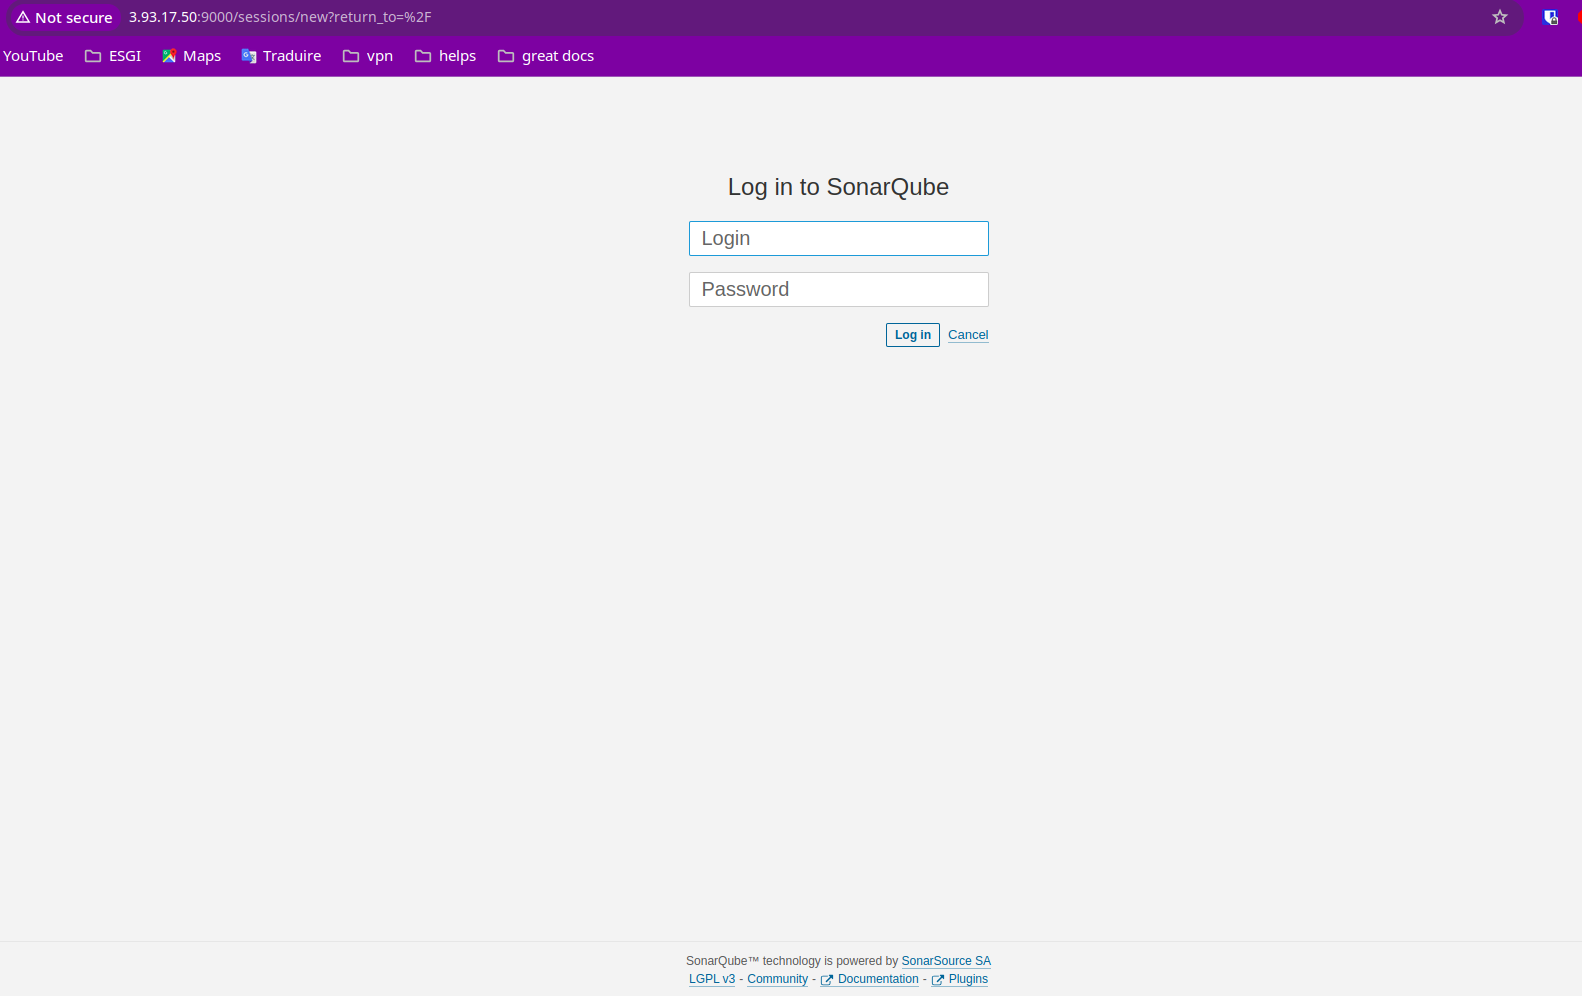 Not secure 3.93.17.50:9000/sessions/new?return_to=%2F
YouTube ESGI Maps Traduire vpn helps great docs
Log in to SonarQube
Login
Password
Log in Cancel
SonarQube™ technology is powered by SonarSource SA
LGPL v3 - Community - Documentation - Plugins